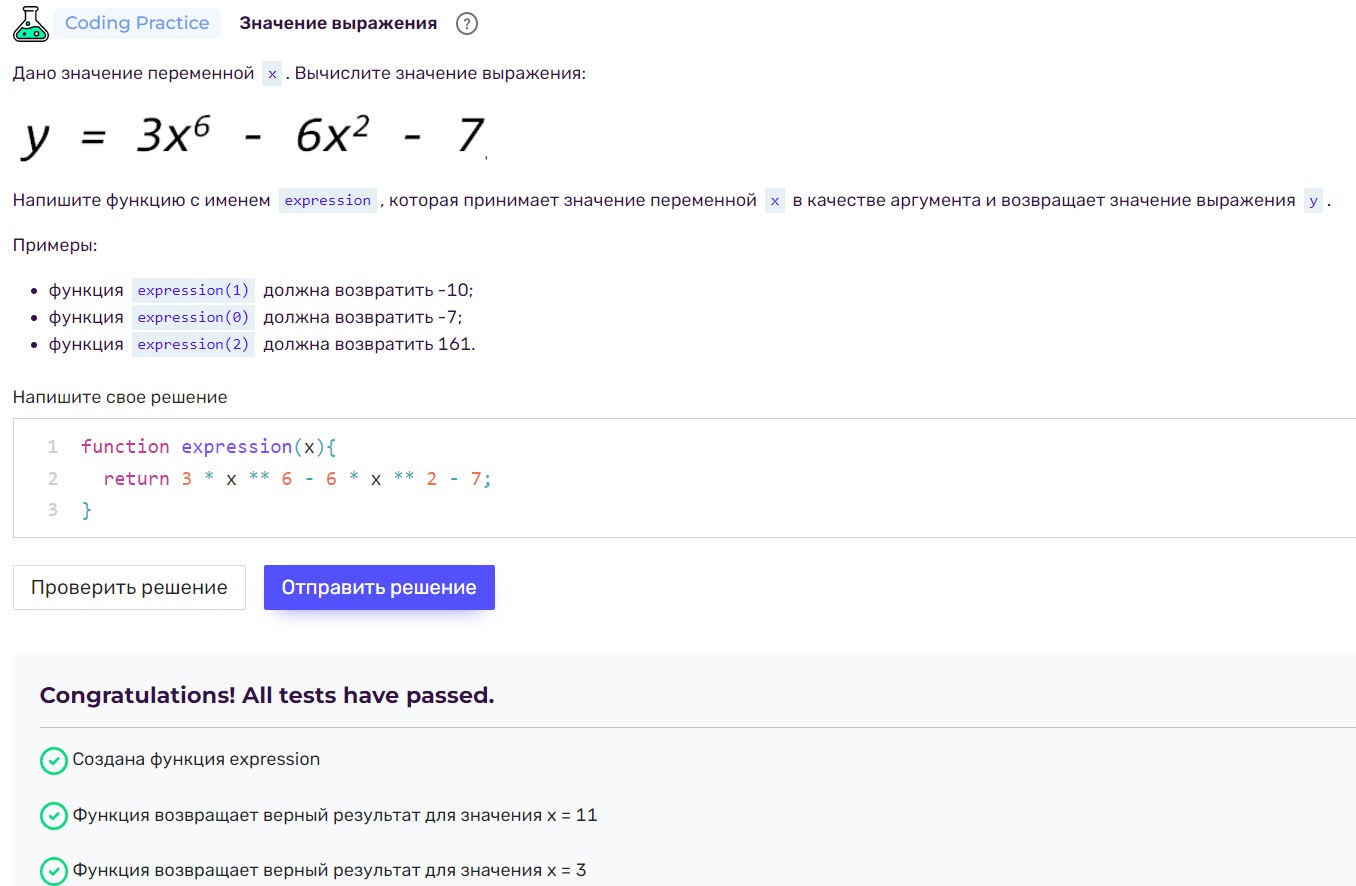 Coding Practice Значение выражения ?
Дано значение переменной x. Вычислите значение выражения:
y = 3x⁶ - 6x² - 7.
Напишите функцию с именем expression, которая принимает значение переменной x в качестве аргумента и возвращает значение выражения y.
Примеры:
• функция expression(1) должна возвратить -10;
• функция expression(0) должна возвратить -7;
• функция expression(2) должна возвратить 161.
Напишите свое решение
1 function expression(x){
2 return 3 * x ** 6 - 6 * x ** 2 - 7;
3 }
Проверить решение Отправить решение
Congratulations! All tests have passed.
Создана функция expression
Функция возвращает верный результат для значения x = 11
Функция возвращает верный результат для значения x = 3